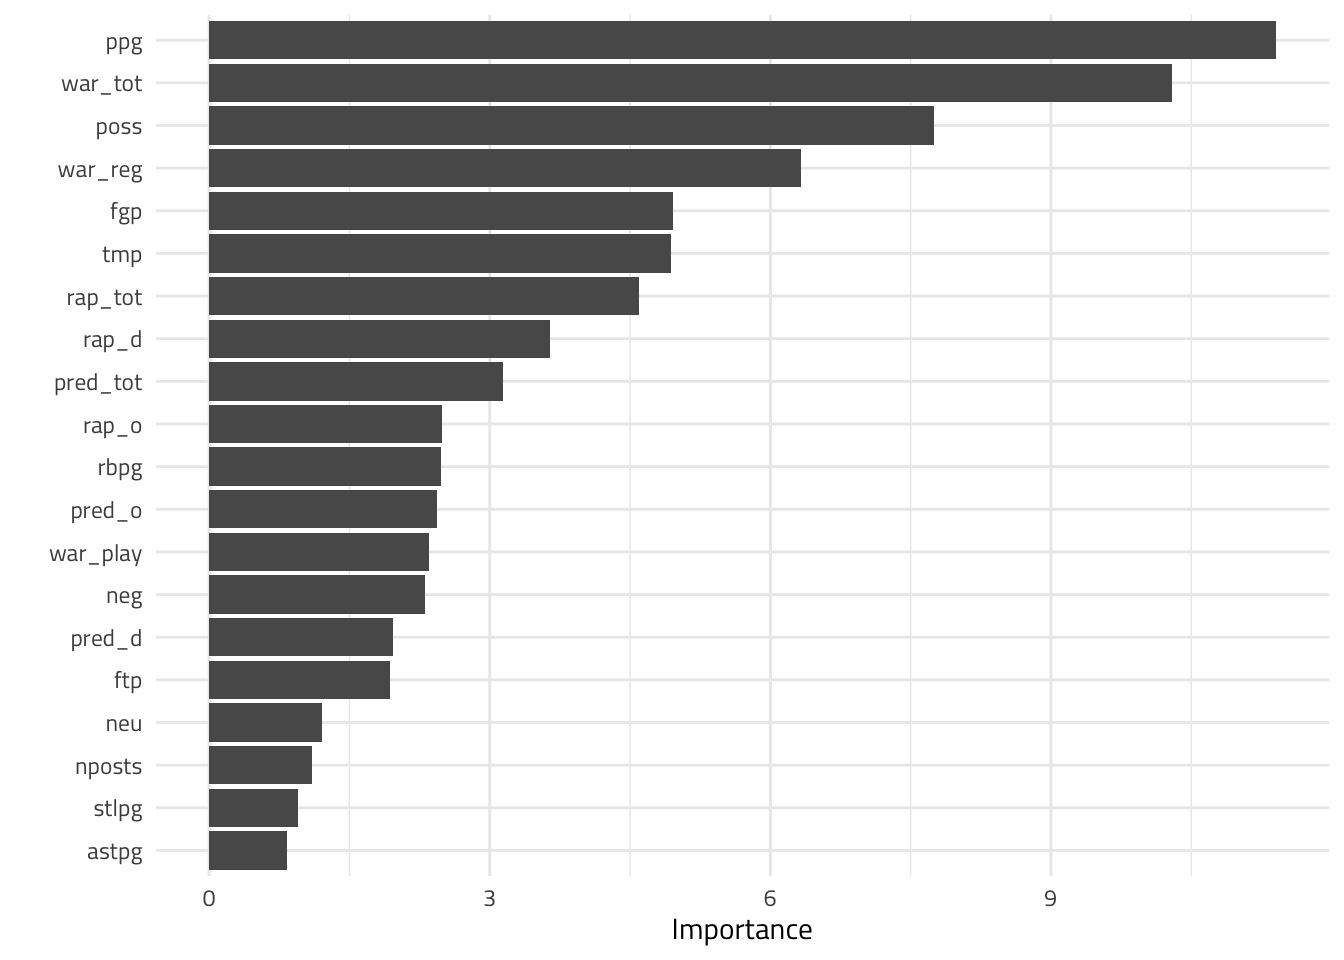 ppg
war_tot
poss
war_reg
fgp
tmp
rap_tot
rap_d
pred_tot
rap_o
rbpg
pred_o
war_play
neg
pred_d
ftp
neu
nposts
stlpg
astpg
0 3 6 9
Importance